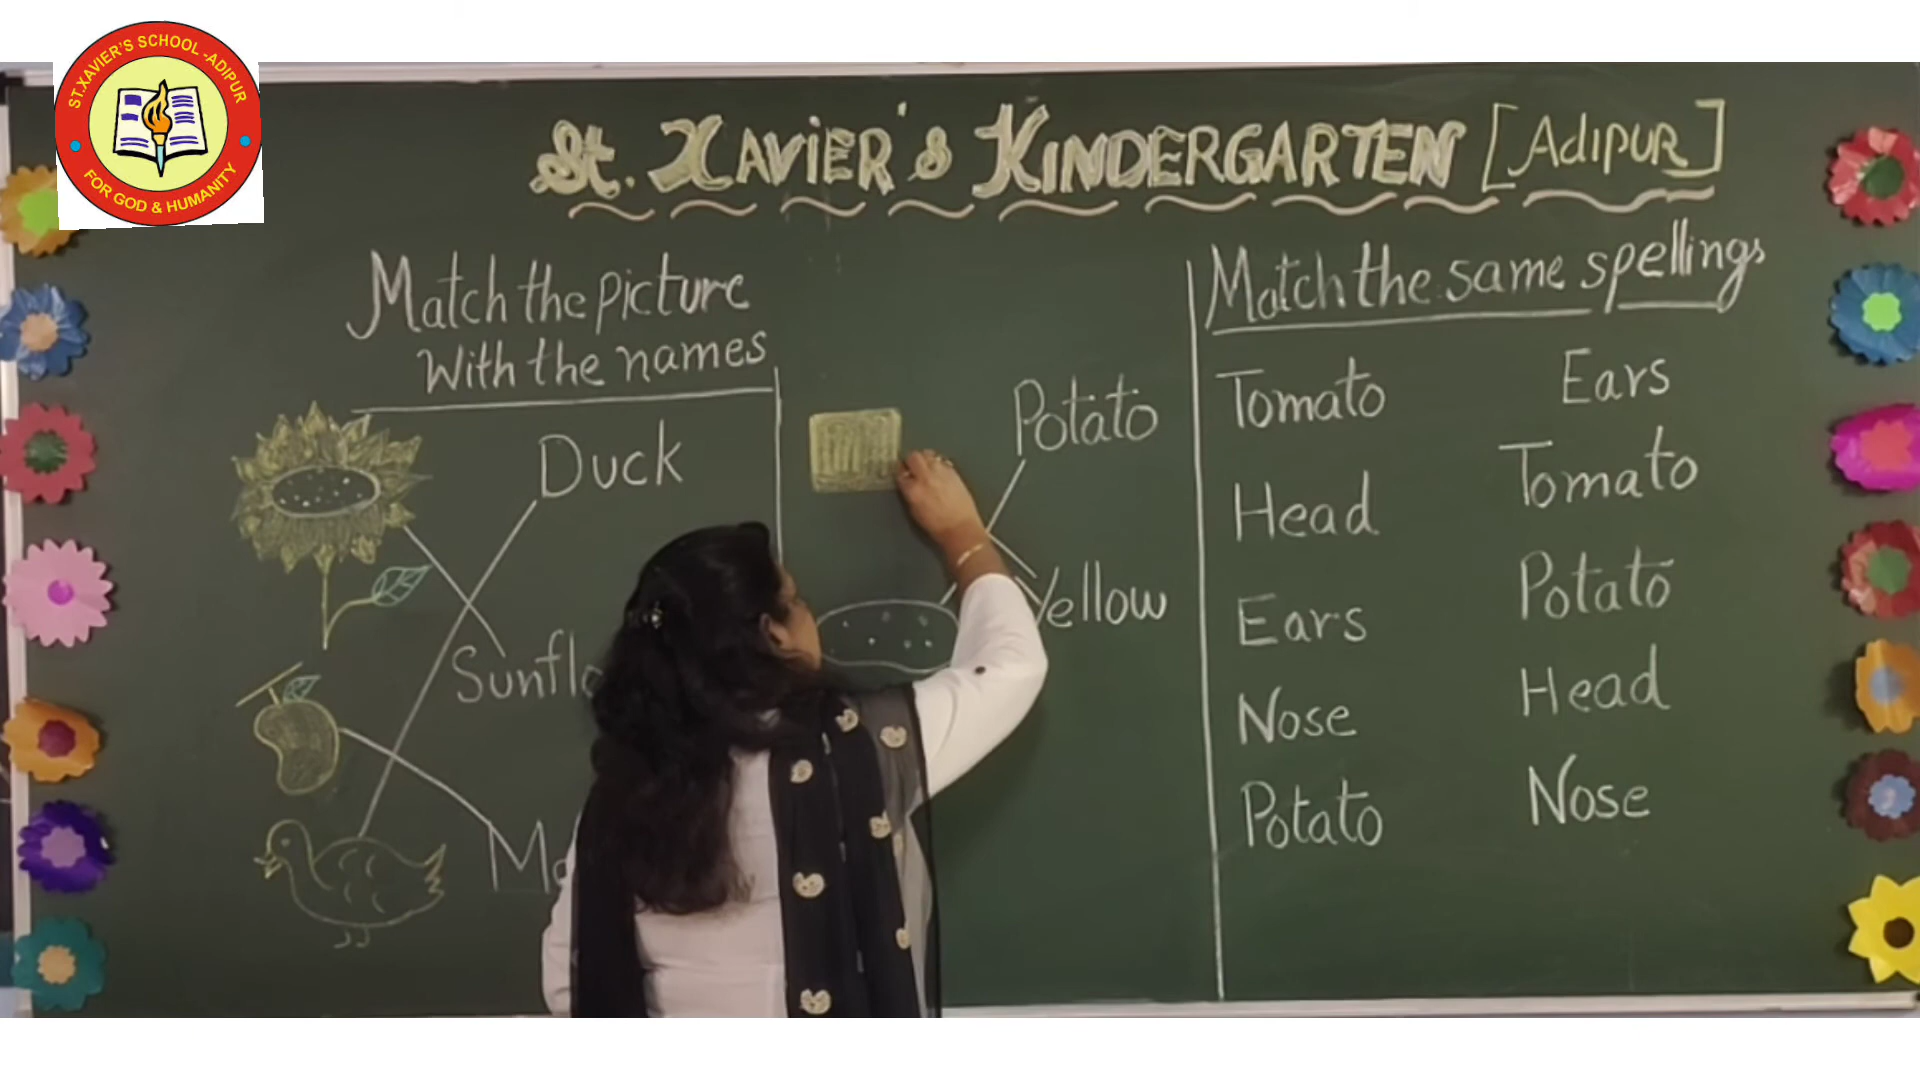 ST.XAVIER'S SCHOOL -ADIPUR
FOR GOD & HUMANITY
St. XAViER's KINDERGARTEN [AdiPUR]
Match the picture
With the names
Duck
Potato
Yellow
Match the same spellings
Tomato Ears
Head Tomato
Ears Potato
Nose Head
Potato Nose